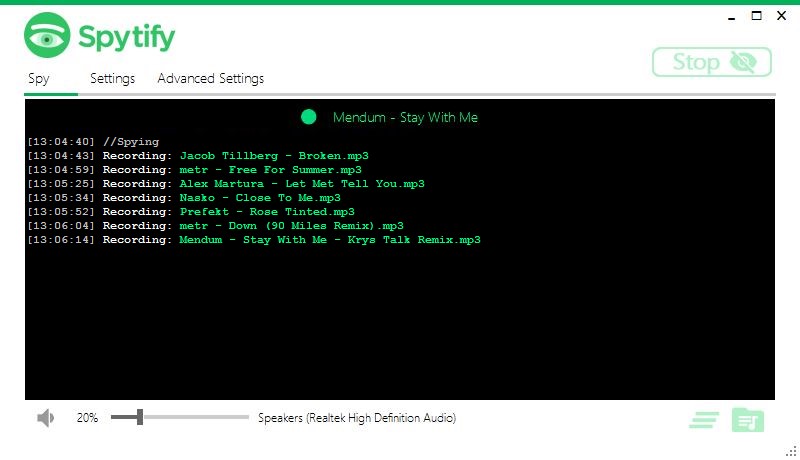 Spytify
Stop
Spy Settings Advanced Settings
Mendum - Stay With Me
[13:04:40] //Spying
[13:04:43] Recording: Jacob Tillberg - Broken.mp3
[13:04:59] Recording: metr - Free For Summer.mp3
[13:05:25] Recording: Alex Martura - Let Met Tell You.mp3
[13:05:34] Recording: Nasko - Close To Me.mp3
[13:05:52] Recording: Prefekt - Rose Tinted.mp3
[13:06:04] Recording: metr - Down (90 Miles Remix).mp3
[13:06:14] Recording: Mendum - Stay With Me - Krys Talk Remix.mp3
20% Speakers (Realtek High Definition Audio)